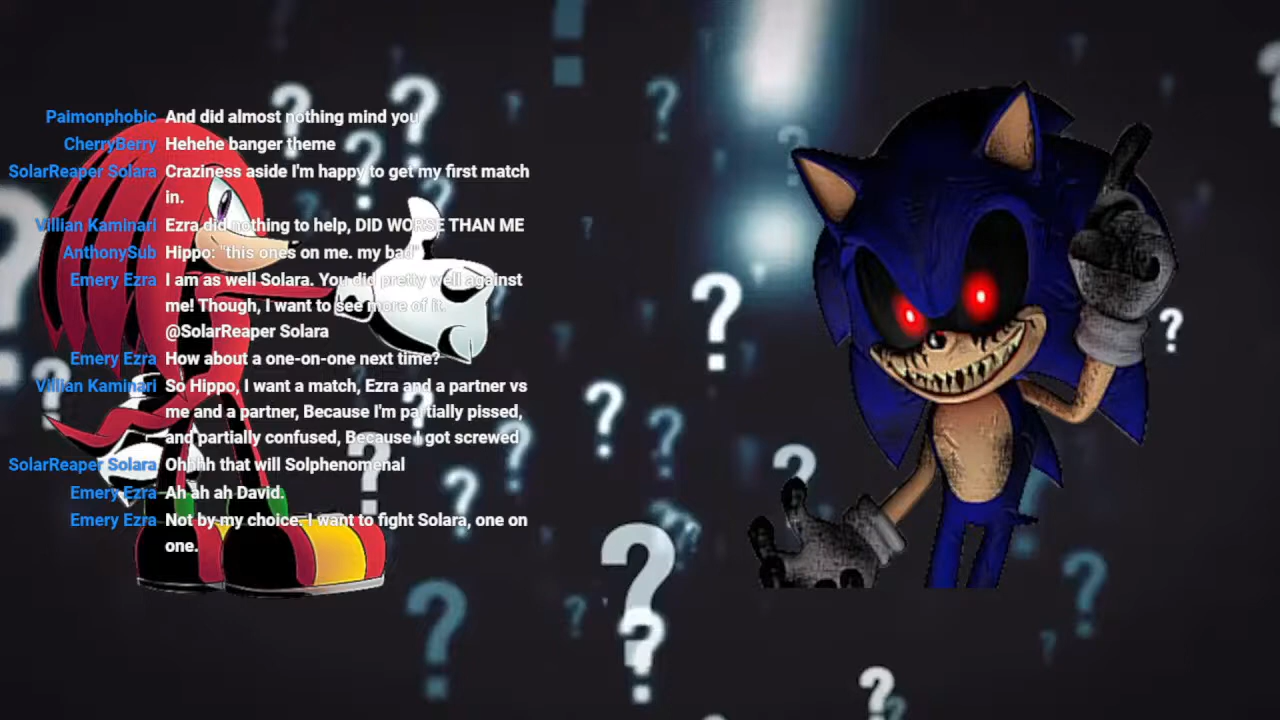 Paimonphobic And did almost nothing mind you
CherryBerry Hehehe banger theme
SolarReaper Solara Craziness aside I'm happy to get my first match
in.
Villian Kaminari Ezra did nothing to help, DID WORSE THAN ME
AnthonySub Hippo: "this ones on me. my bad"
Emery Ezra I am as well Solara. You did pretty well against
me! Though, I want to see more of it.
@SolarReaper Solara
Emery Ezra How about a one-on-one next time?
Villian Kaminari So Hippo, I want a match, Ezra and a partner vs
me and a partner, Because I'm partially pissed,
and partially confused, Because I got screwed
SolarReaper Solara Ohhhh that will Solphenomenal
Emery Ezra Ah ah ah David.
Emery Ezra Not by my choice. I want to fight Solara, one on
one.